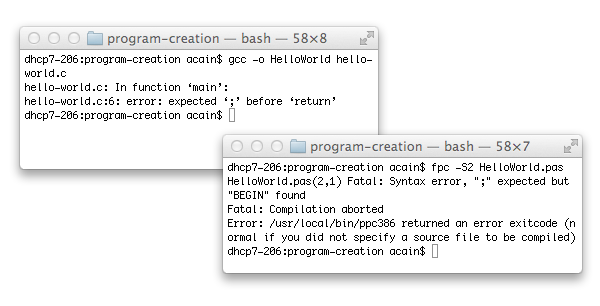 program-creation — bash — 58×8
dhcp7-206:program-creation acain$ gcc -o HelloWorld hello-
world.c
hello-world.c: In function ‘main’:
hello-world.c:6: error: expected ‘;’ before ‘return’
dhcp7-206:program-creation acain$
program-creation — bash — 58×7
dhcp7-206:program-creation acain$ fpc -S2 HelloWorld.pas
HelloWorld.pas(2,1) Fatal: Syntax error, ";" expected but
"BEGIN" found
Fatal: Compilation aborted
Error: /usr/local/bin/ppc386 returned an error exitcode (n
ormal if you did not specify a source file to be compiled)
dhcp7-206:program-creation acain$